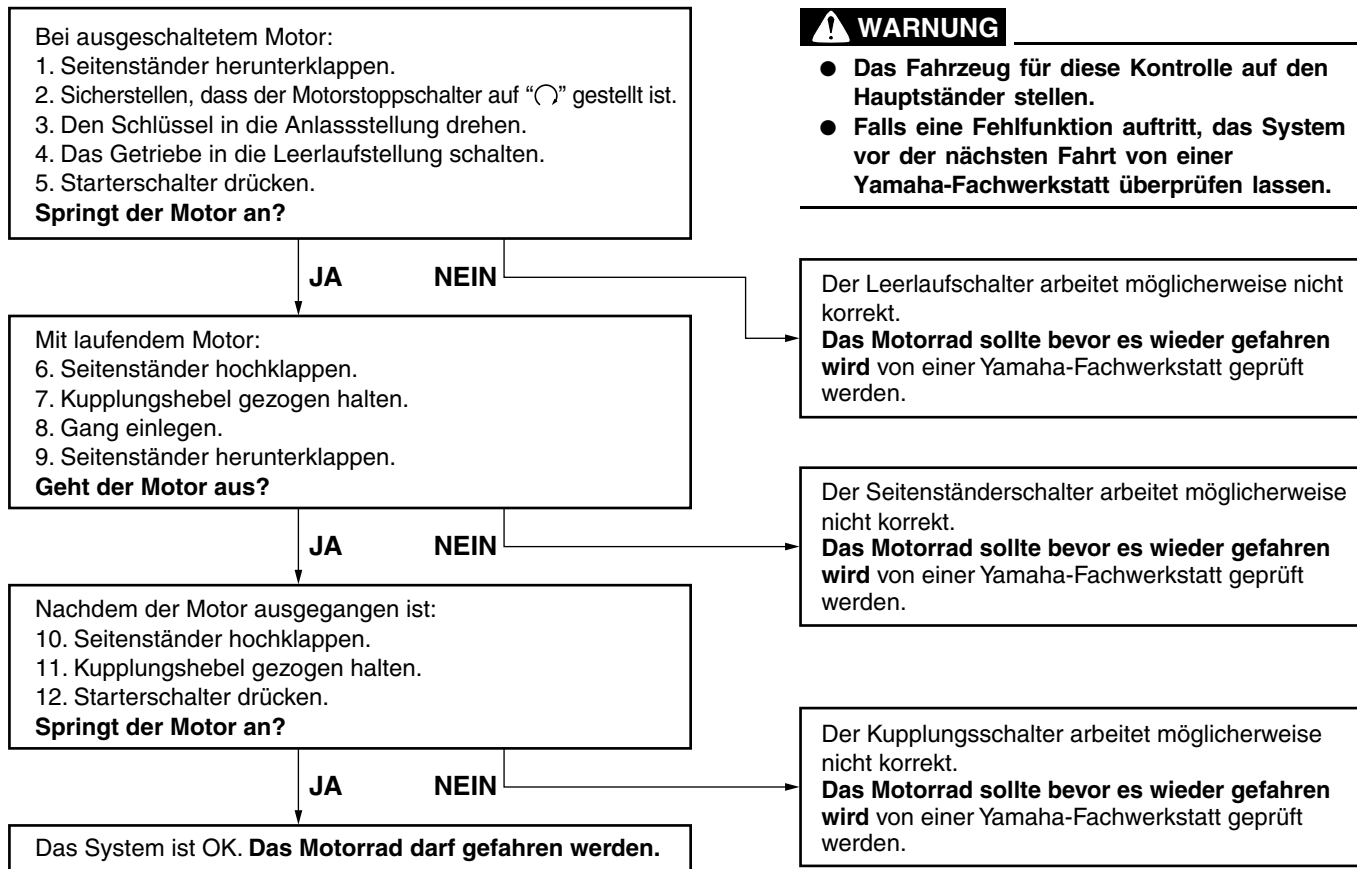 Bei ausgeschaltetem Motor:
1. Seitenständer herunterklappen.
2. Sicherstellen, dass der Motorstoppschalter auf “○” gestellt ist.
3. Den Schlüssel in die Anlassstellung drehen.
4. Das Getriebe in die Leerlaufstellung schalten.
5. Starterschalter drücken.
Springt der Motor an?
WARNUNG
● Das Fahrzeug für diese Kontrolle auf den
Hauptständer stellen.
● Falls eine Fehlfunktion auftritt, das System
vor der nächsten Fahrt von einer
Yamaha-Fachwerkstatt überprüfen lassen.
JA NEIN
Der Leerlaufschalter arbeitet möglicherweise nicht
korrekt.
Das Motorrad sollte bevor es wieder gefahren
wird von einer Yamaha-Fachwerkstatt geprüft
werden.
Mit laufendem Motor:
6. Seitenständer hochklappen.
7. Kupplungshebel gezogen halten.
8. Gang einlegen.
9. Seitenständer herunterklappen.
Geht der Motor aus?
JA NEIN
Der Seitenständerschalter arbeitet möglicherweise
nicht korrekt.
Das Motorrad sollte bevor es wieder gefahren
wird von einer Yamaha-Fachwerkstatt geprüft
werden.
Nachdem der Motor ausgegangen ist:
10. Seitenständer hochklappen.
11. Kupplungshebel gezogen halten.
12. Starterschalter drücken.
Springt der Motor an?
JA NEIN
Der Kupplungsschalter arbeitet möglicherweise
nicht korrekt.
Das Motorrad sollte bevor es wieder gefahren
wird von einer Yamaha-Fachwerkstatt geprüft
werden.
Das System ist OK. Das Motorrad darf gefahren werden.